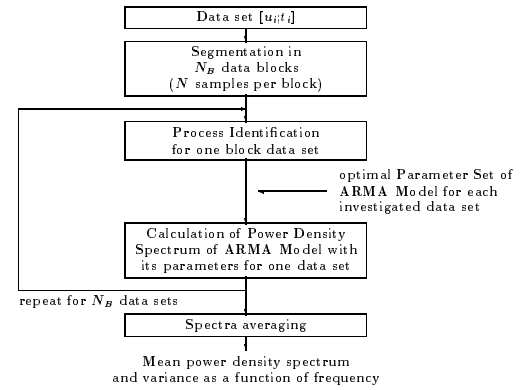 Data set [u_i; t_i]
Segmentation in
N_B data blocks
(N samples per block)
Process Identification
for one block data set
optimal Parameter Set of
ARMA Model for each
investigated data set
Calculation of Power Density
Spectrum of ARMA Model with
its parameters for one data set
repeat for N_B data sets
Spectra averaging
Mean power density spectrum
and variance as a function of frequency